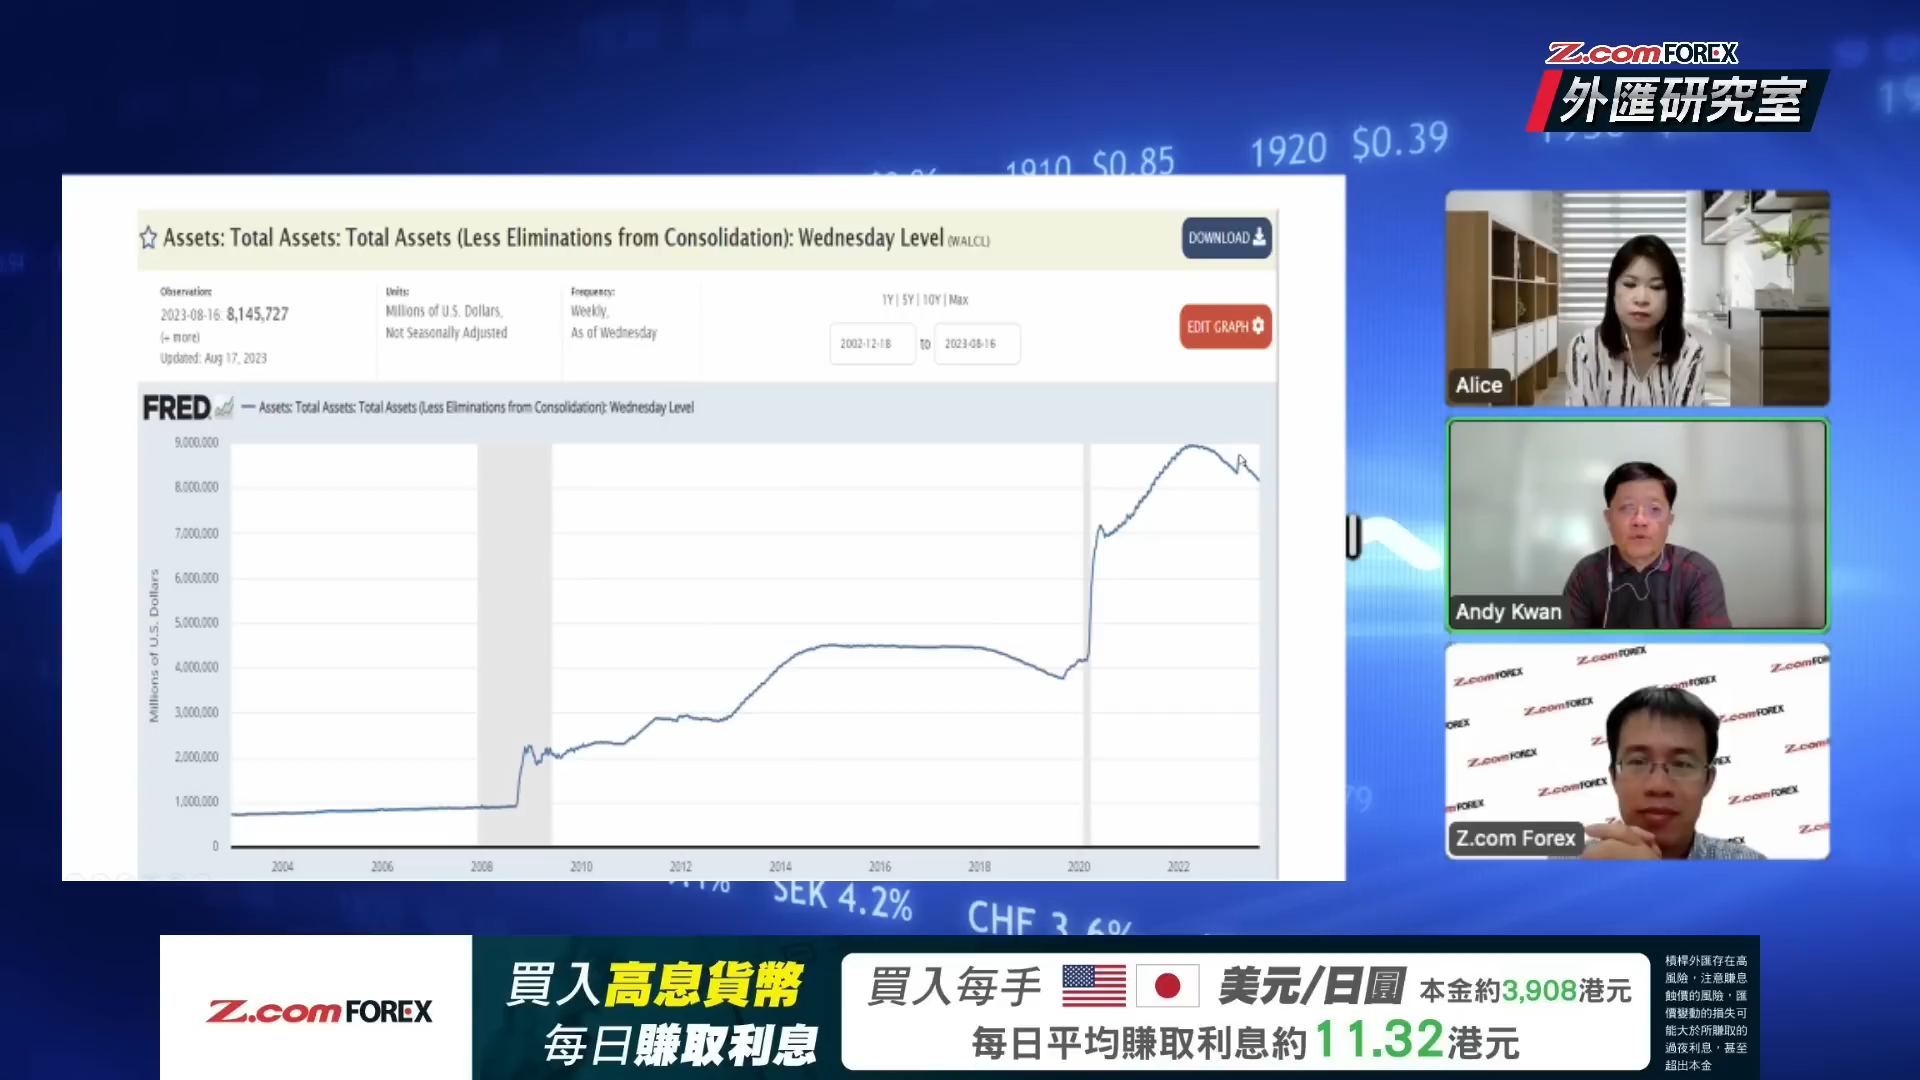 Z.com FOREX
外匯研究室
1910 $0.85
1920 $0.39
Assets: Total Assets: Total Assets (Less Eliminations from Consolidation): Wednesday Level (WALCL)
DOWNLOAD
Observation:
2023-08-16: 8,145,727
(+ more)
Updated: Aug 17, 2023
Units:
Millions of U.S. Dollars,
Not Seasonally Adjusted
Frequency:
Weekly,
As of Wednesday
1Y | 5Y | 10Y | Max
2002-12-18 to 2023-08-16
EDIT GRAPH
FRED
Assets: Total Assets: Total Assets (Less Eliminations from Consolidation): Wednesday Level
Millions of U.S. Dollars
9,000,000
8,000,000
7,000,000
6,000,000
5,000,000
4,000,000
3,000,000
2,000,000
1,000,000
0
2004 2006 2008 2010 2012 2014 2016 2018 2020 2022
Alice
Andy Kwan
Z.com Forex
SEK 4.2%
CHF 3.6%
Z.com FOREX
買入高息貨幣
每日賺取利息
買入每手 美元/日圓 本金約3,908港元
每日平均賺取利息約11.32港元
槓桿外匯存在高
風險，注意賺息
蝕價的風險，匯
價變動的損失可
能大於所賺取的
過夜利息，甚至
超出本金